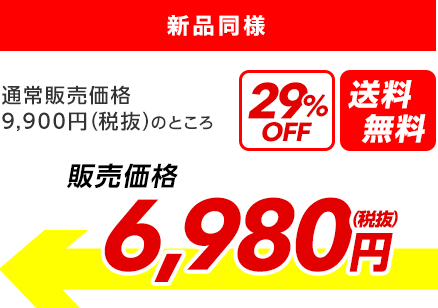 新品同様
通常販売価格
9,900円(税抜)のところ
29%
OFF
送料
無料
販売価格
6,980円(税抜)